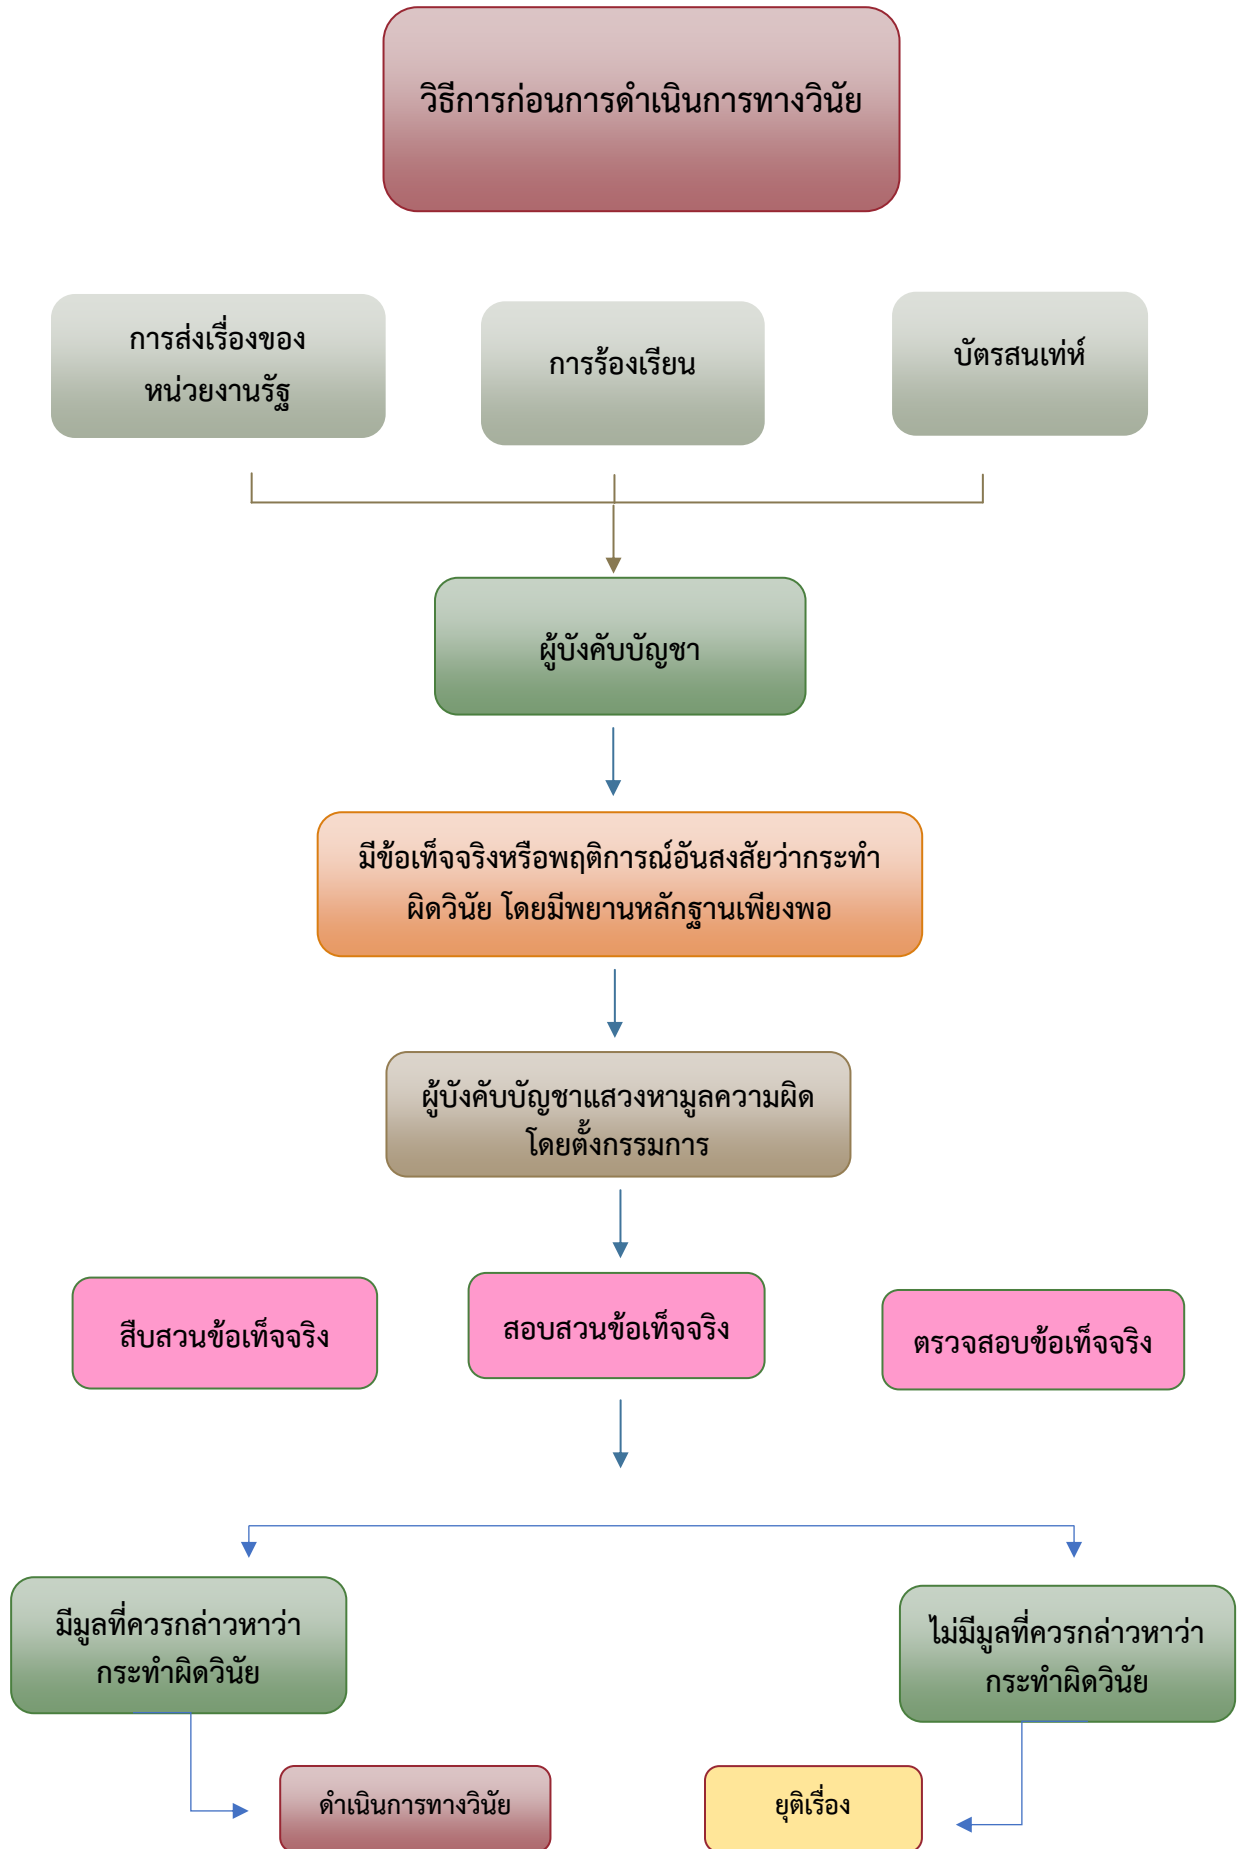 วิธีการก่อนการดำเนินการทางวินัย
การส่งเรื่องของ
หน่วยงานรัฐ
การร้องเรียน
บัตรสนเท่ห์
ผู้บังคับบัญชา
มีข้อเท็จจริงหรือพฤติการณ์อันสงสัยว่ากระทำ
ผิดวินัย โดยมีพยานหลักฐานเพียงพอ
ผู้บังคับบัญชาแสวงหามูลความผิด
โดยตั้งกรรมการ
สืบสวนข้อเท็จจริง
สอบสวนข้อเท็จจริง
ตรวจสอบข้อเท็จจริง
มีมูลที่ควรกล่าวหาว่า
กระทำผิดวินัย
ไม่มีมูลที่ควรกล่าวหาว่า
กระทำผิดวินัย
ดำเนินการทางวินัย
ยุติเรื่อง